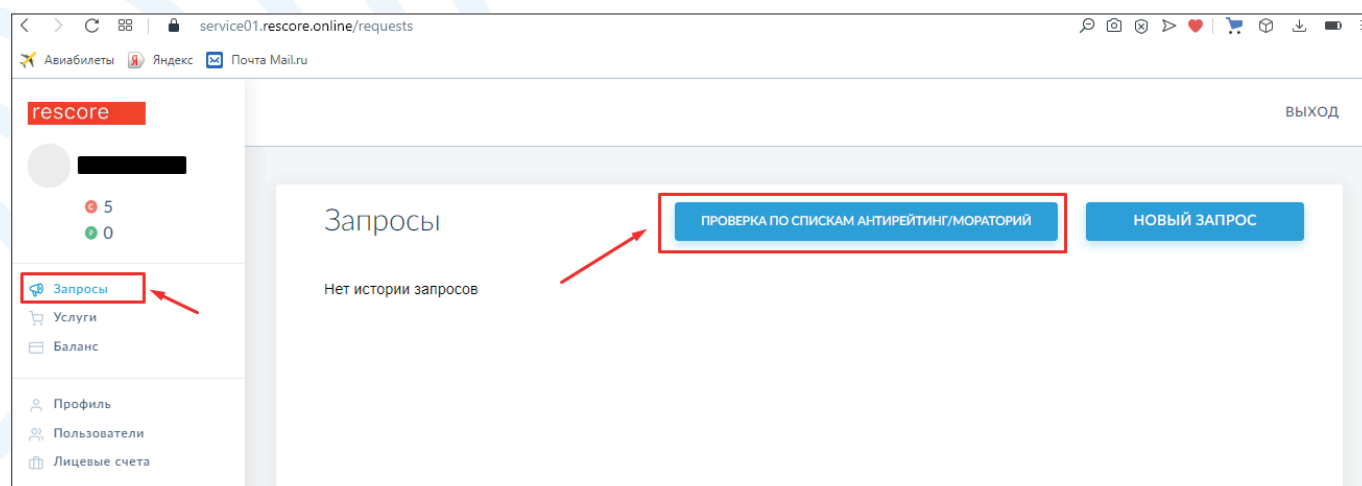 service01.rescore.online/requests
Авиабилеты Яндекс Почта Mail.ru
rescore
ВЫХОД
С 5
0
Запросы
ПРОВЕРКА ПО СПИСКАМ АНТИРЕЙТИНГ/МОРАТОРИЙ
НОВЫЙ ЗАПРОС
Нет истории запросов
Запросы
Услуги
Баланс
Профиль
Пользователи
Лицевые счета